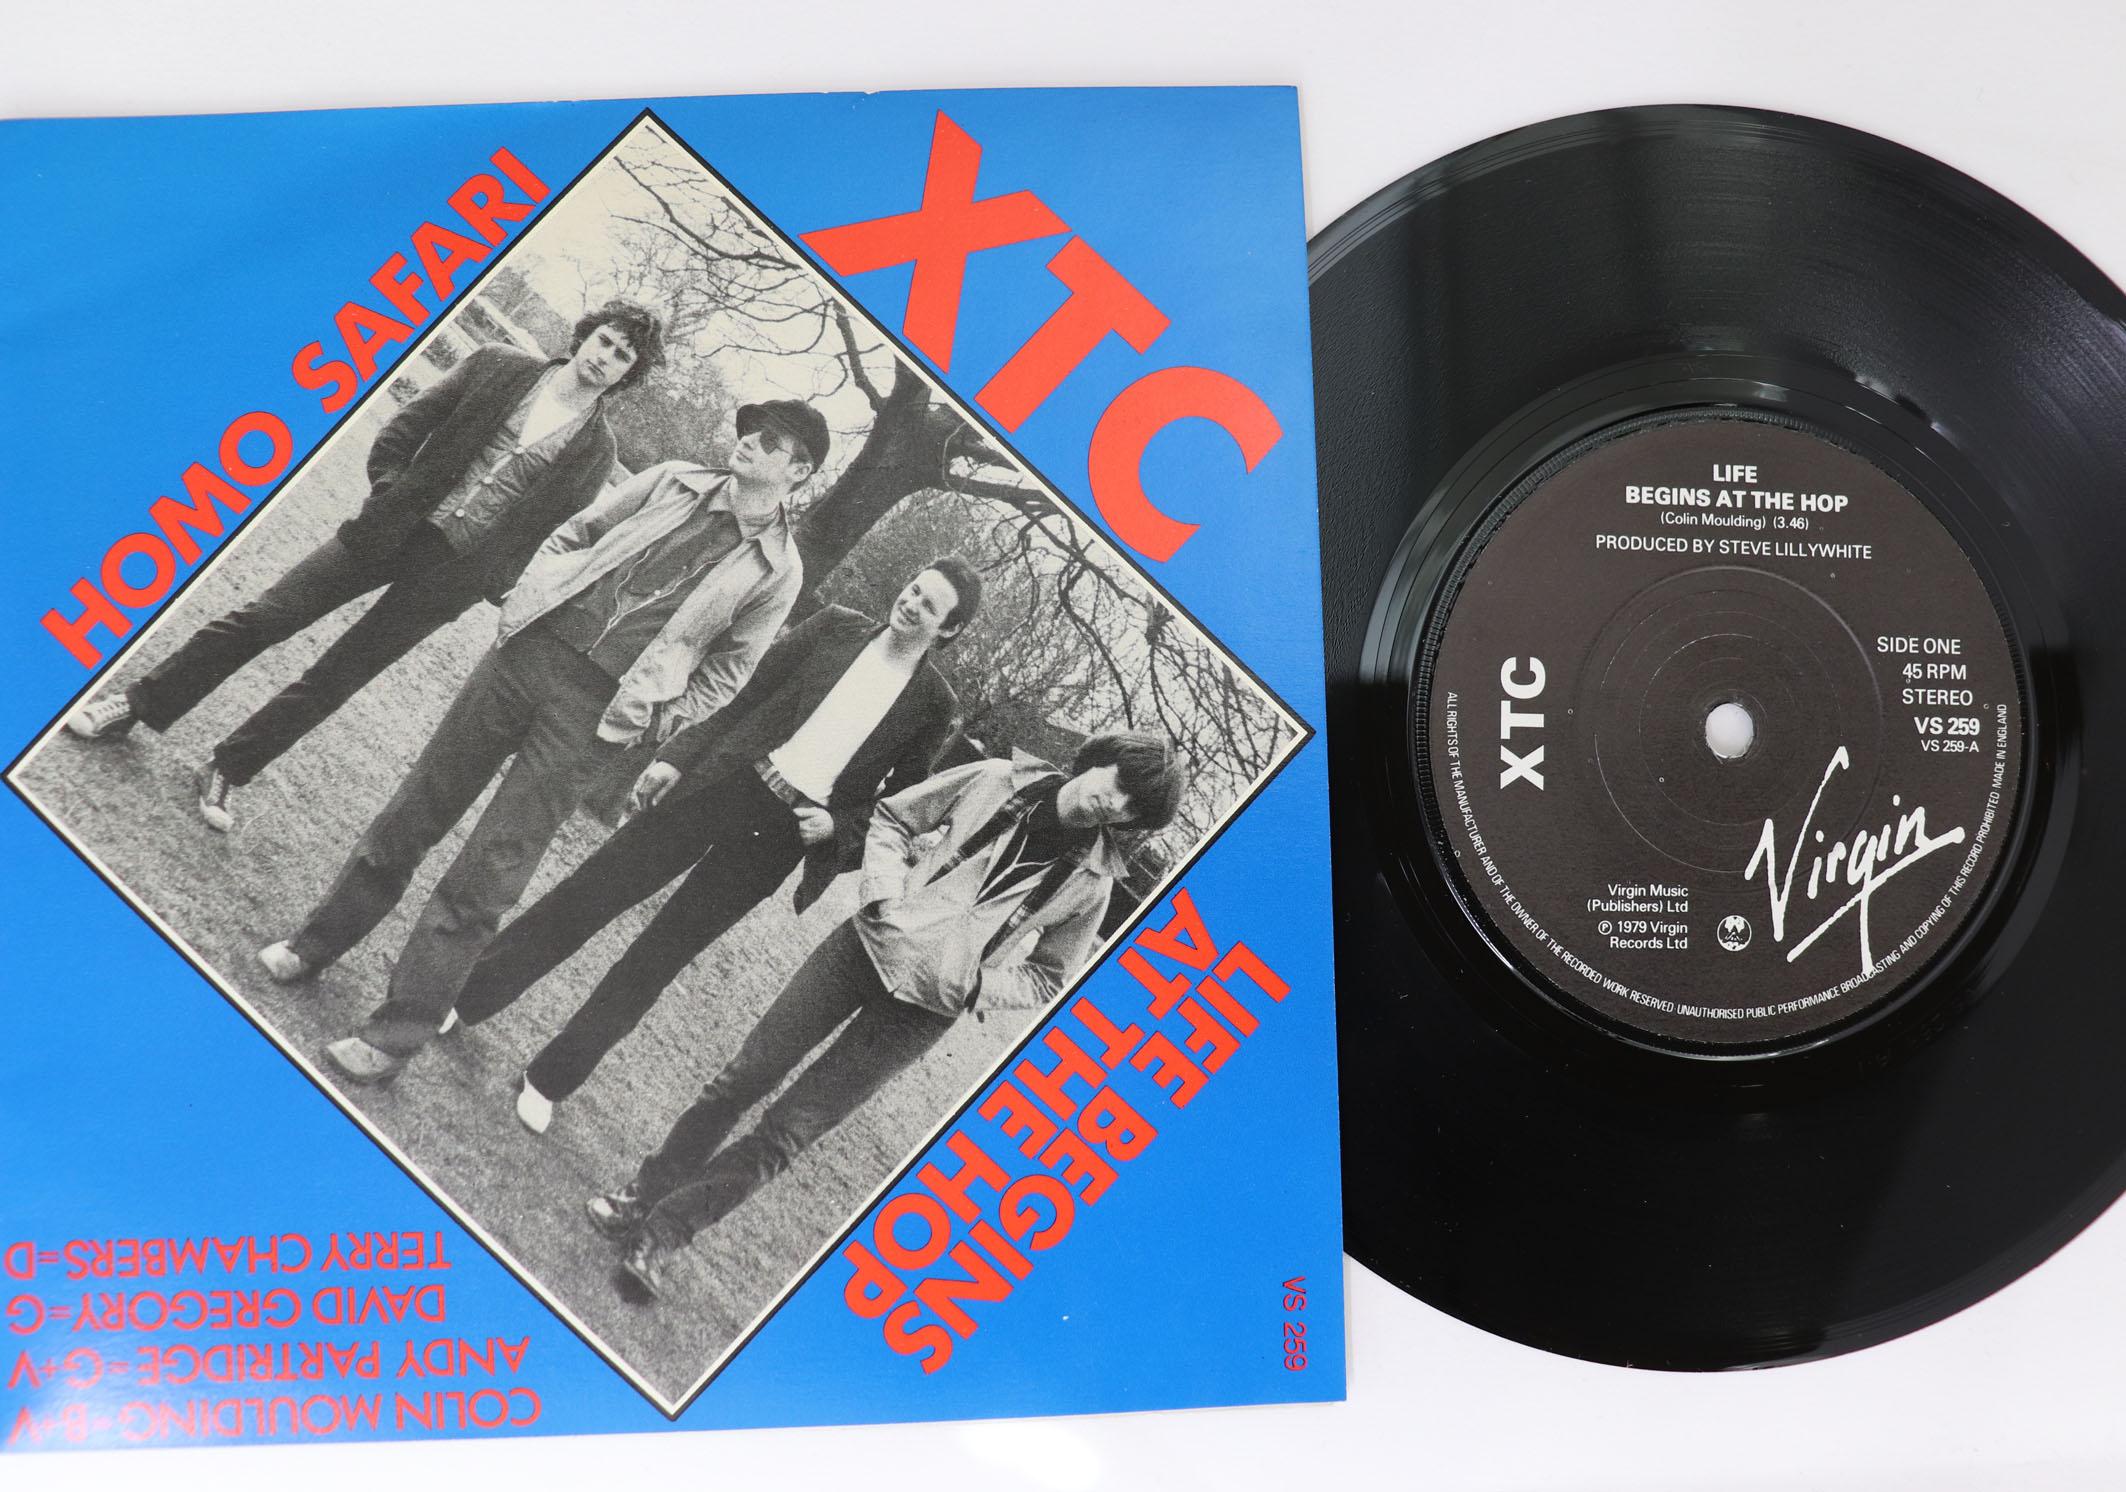 HOMO SAFARI
XTC
LIFE BEGINS
AT THE HOP
VS 259
COLIN MOULDING=B+V
ANDY PARTRIDGE=G+V
DAVID GREGORY=G
TERRY CHAMBERS=D
LIFE
BEGINS AT THE HOP
(Colin Moulding) (3.46)
PRODUCED BY STEVE LILLYWHITE
XTC
SIDE ONE
45 RPM
STEREO
VS 259
VS 259-A
Virgin
Virgin Music
(Publishers) Ltd
℗ 1979 Virgin
Records Ltd
ALL RIGHTS OF THE MANUFACTURER AND OF THE OWNER OF THE RECORDED WORK RESERVED UNAUTHORISED PUBLIC PERFORMANCE BROADCASTING AND COPYING OF THIS RECORD PROHIBITED MADE IN ENGLAND